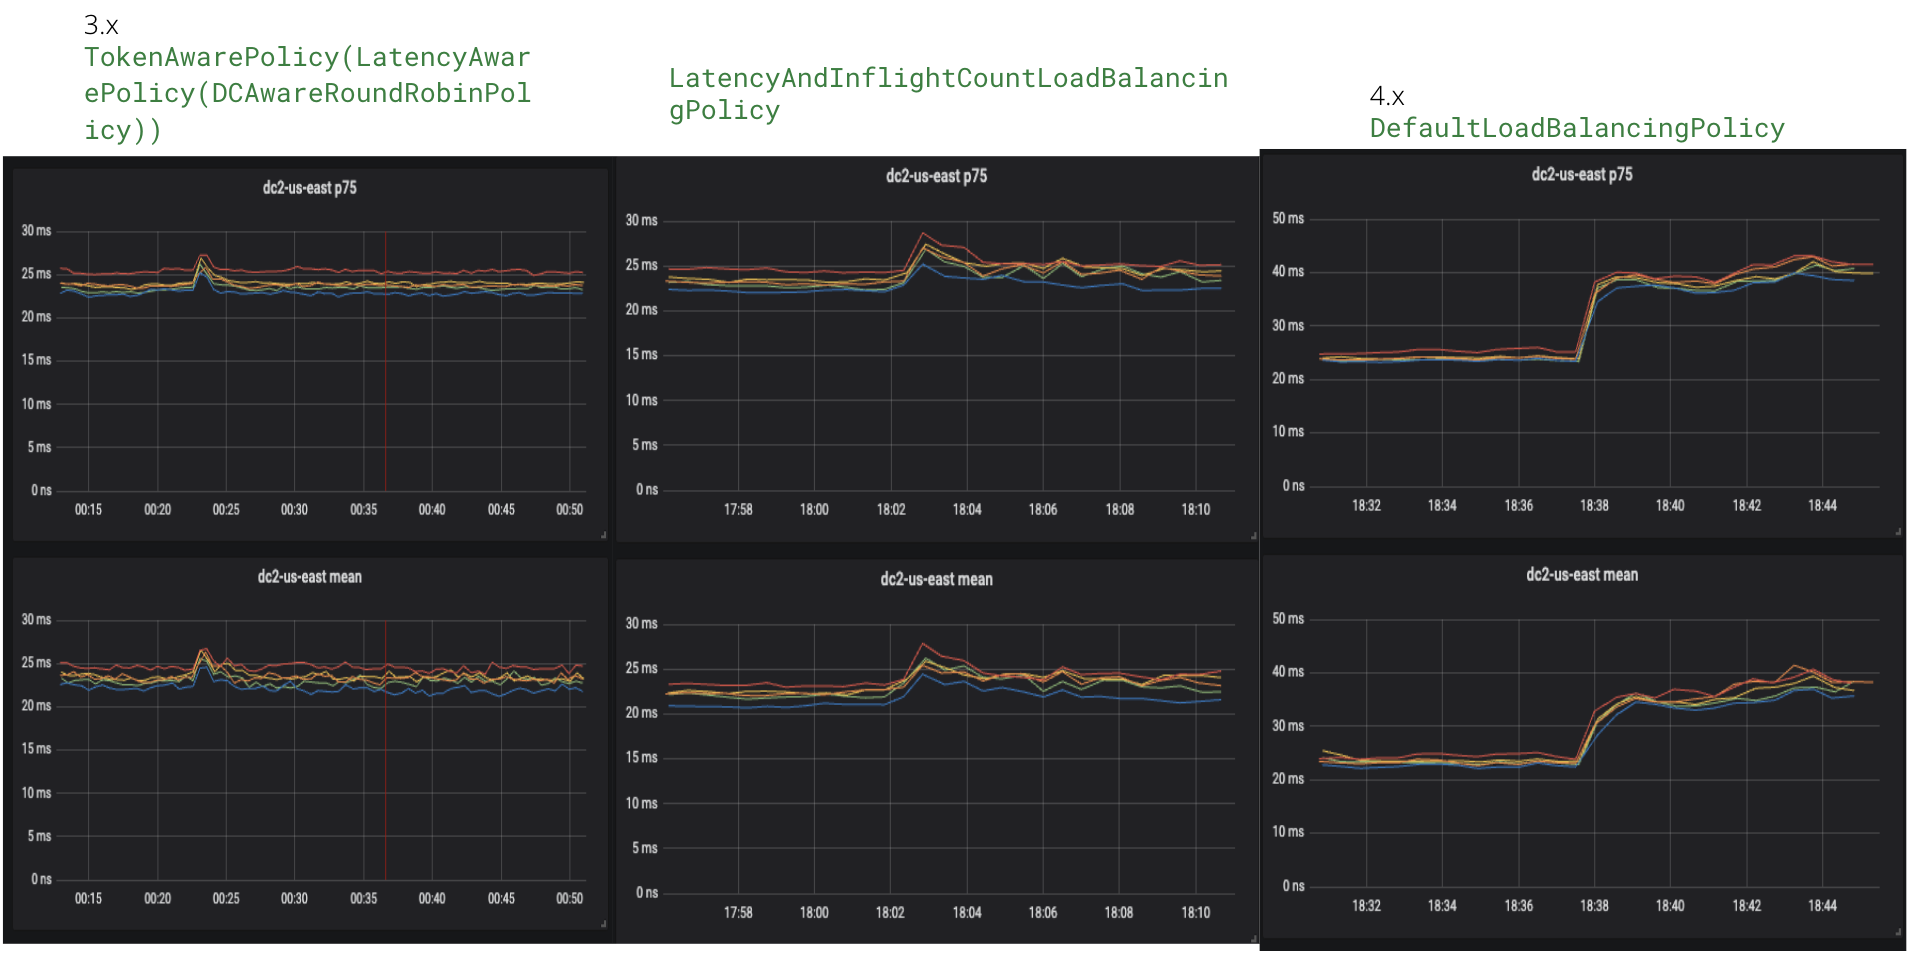 3.x
TokenAwarePolicy(LatencyAwar
ePolicy(DCAwareRoundRobinPol
icy))
LatencyAndInflightCountLoadBalancin
gPolicy
4.x
DefaultLoadBalancingPolicy
dc2-us-east p75
30 ms
25 ms
20 ms
15 ms
10 ms
5 ms
0 ns
00:15 00:20 00:25 00:30 00:35 00:40 00:45 00:50
dc2-us-east p75
30 ms
25 ms
20 ms
15 ms
10 ms
5 ms
0 ns
17:58 18:00 18:02 18:04 18:06 18:08 18:10
dc2-us-east p75
50 ms
40 ms
30 ms
20 ms
10 ms
0 ns
18:32 18:34 18:36 18:38 18:40 18:42 18:44
dc2-us-east mean
30 ms
25 ms
20 ms
15 ms
10 ms
5 ms
0 ns
00:15 00:20 00:25 00:30 00:35 00:40 00:45 00:50
dc2-us-east mean
30 ms
25 ms
20 ms
15 ms
10 ms
5 ms
0 ns
17:58 18:00 18:02 18:04 18:06 18:08 18:10
dc2-us-east mean
50 ms
40 ms
30 ms
20 ms
10 ms
0 ns
18:32 18:34 18:36 18:38 18:40 18:42 18:44